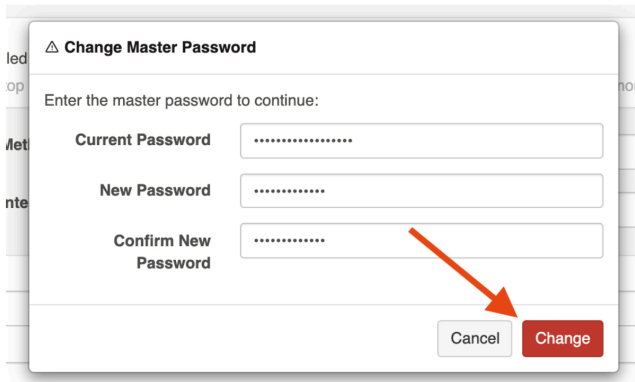 ⚠ Change Master Password
Enter the master password to continue:
Current Password ••••••••••••••••••
New Password •••••••••••••
Confirm New •••••••••••••
Password
Cancel Change